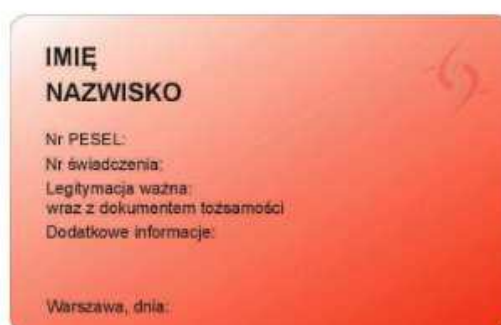 IMIĘ
NAZWISKO
Nr PESEL:
Nr świadczenia:
Legitymacja ważna:
wraz z dokumentem tożsamości
Dodatkowe informacje:
Warszawa, dnia: